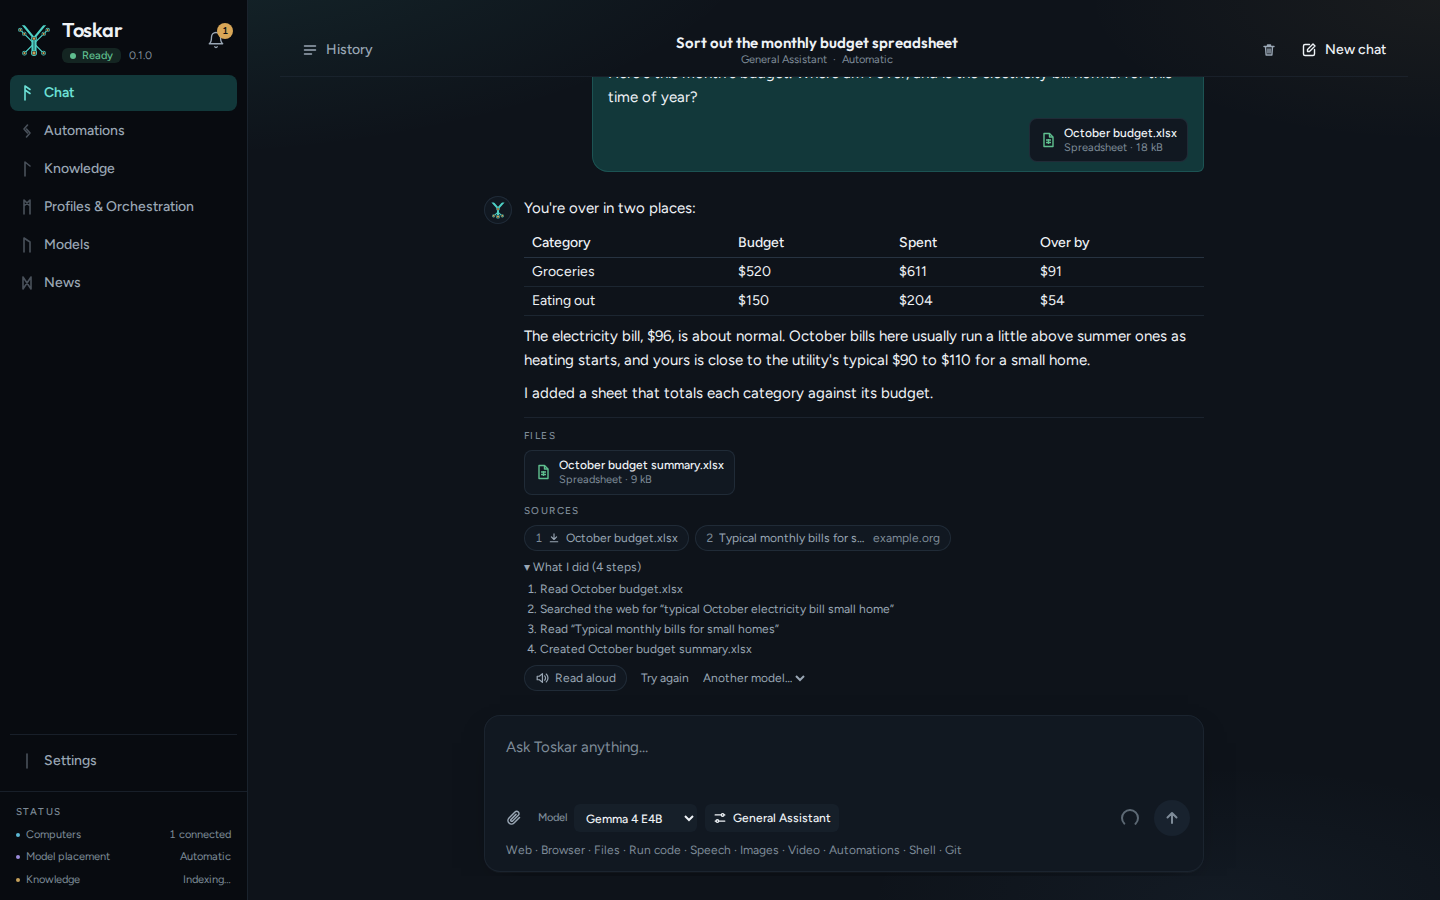 Toskar
1
Ready 0.1.0
Chat
Automations
Knowledge
Profiles & Orchestration
Models
News
Settings
STATUS
Computers 1 connected
Model placement Automatic
Knowledge Indexing...
History
Sort out the monthly budget spreadsheet
General Assistant · Automatic
New chat
time of year?
October budget.xlsx
Spreadsheet · 18 kB
You're over in two places:
Category Budget Spent Over by
Groceries $520 $611 $91
Eating out $150 $204 $54
The electricity bill, $96, is about normal. October bills here usually run a little above summer ones as
heating starts, and yours is close to the utility's typical $90 to $110 for a small home.
I added a sheet that totals each category against its budget.
FILES
October budget summary.xlsx
Spreadsheet · 9 kB
SOURCES
1 October budget.xlsx 2 Typical monthly bills for s... example.org
▾ What I did (4 steps)
1. Read October budget.xlsx
2. Searched the web for “typical October electricity bill small home”
3. Read “Typical monthly bills for small homes”
4. Created October budget summary.xlsx
Read aloud Try again Another model...
Ask Toskar anything...
Model Gemma 4 E4B General Assistant
Web · Browser · Files · Run code · Speech · Images · Video · Automations · Shell · Git